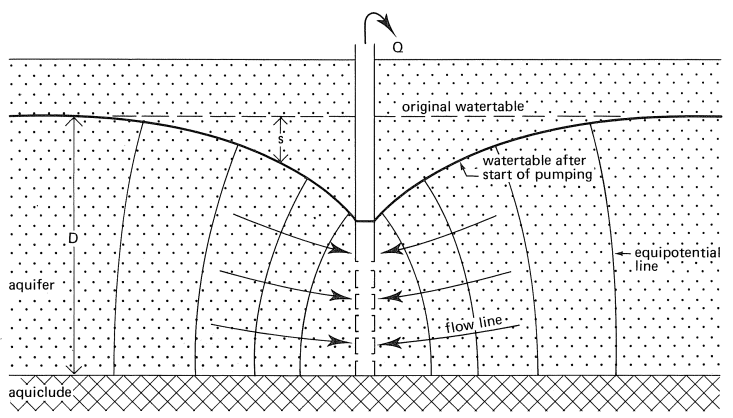 Q
original watertable
s
watertable after
start of pumping
D
equipotential
line
aquifer
flow line
aquiclude